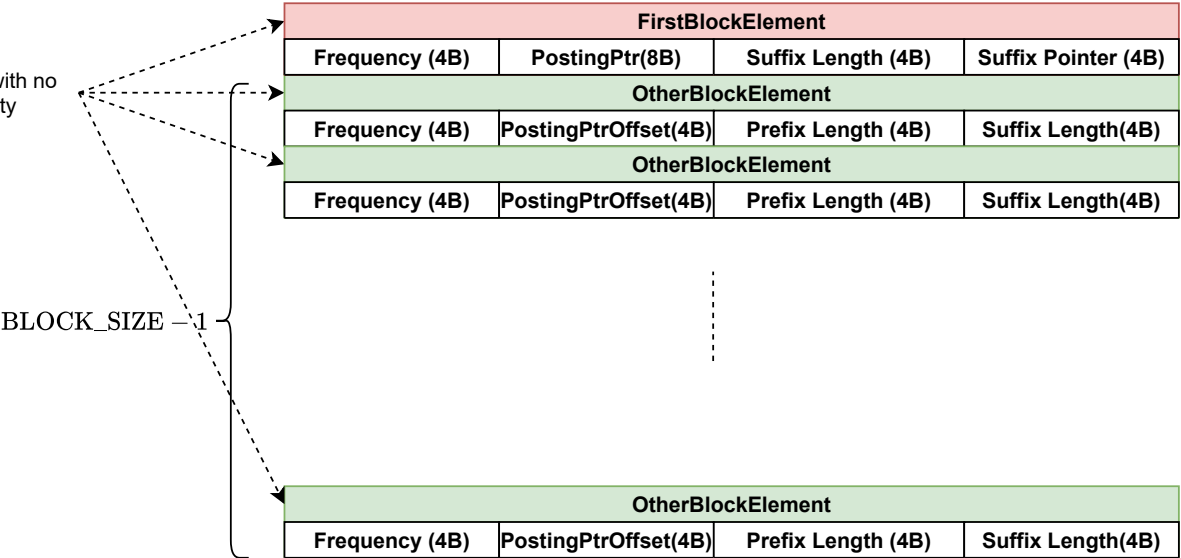 FirstBlockElement
Frequency (4B) PostingPtr(8B) Suffix Length (4B) Suffix Pointer (4B)
with no
ty
OtherBlockElement
Frequency (4B) PostingPtrOffset(4B) Prefix Length (4B) Suffix Length(4B)
OtherBlockElement
Frequency (4B) PostingPtrOffset(4B) Prefix Length (4B) Suffix Length(4B)
BLOCK_SIZE − 1
OtherBlockElement
Frequency (4B) PostingPtrOffset(4B) Prefix Length (4B) Suffix Length(4B)